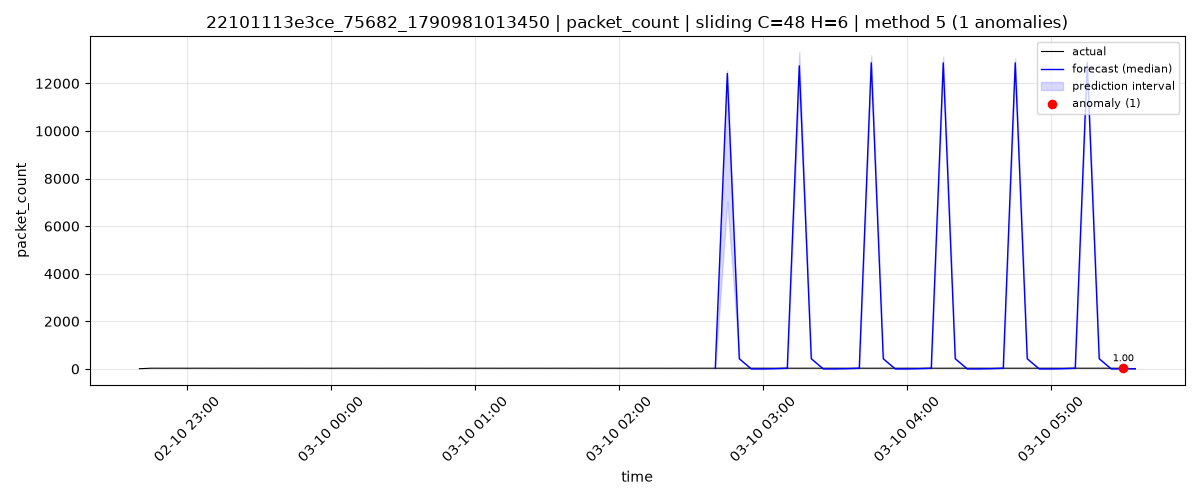 22101113e3ce_75682_1790981013450 | packet_count | sliding C=48 H=6 | method 5 (1 anomalies)
actual
forecast (median)
prediction interval
anomaly (1)
packet_count
12000
10000
8000
6000
4000
2000
0
1.00
02-10 23:00
03-10 00:00
03-10 01:00
03-10 02:00
03-10 03:00
03-10 04:00
03-10 05:00
time